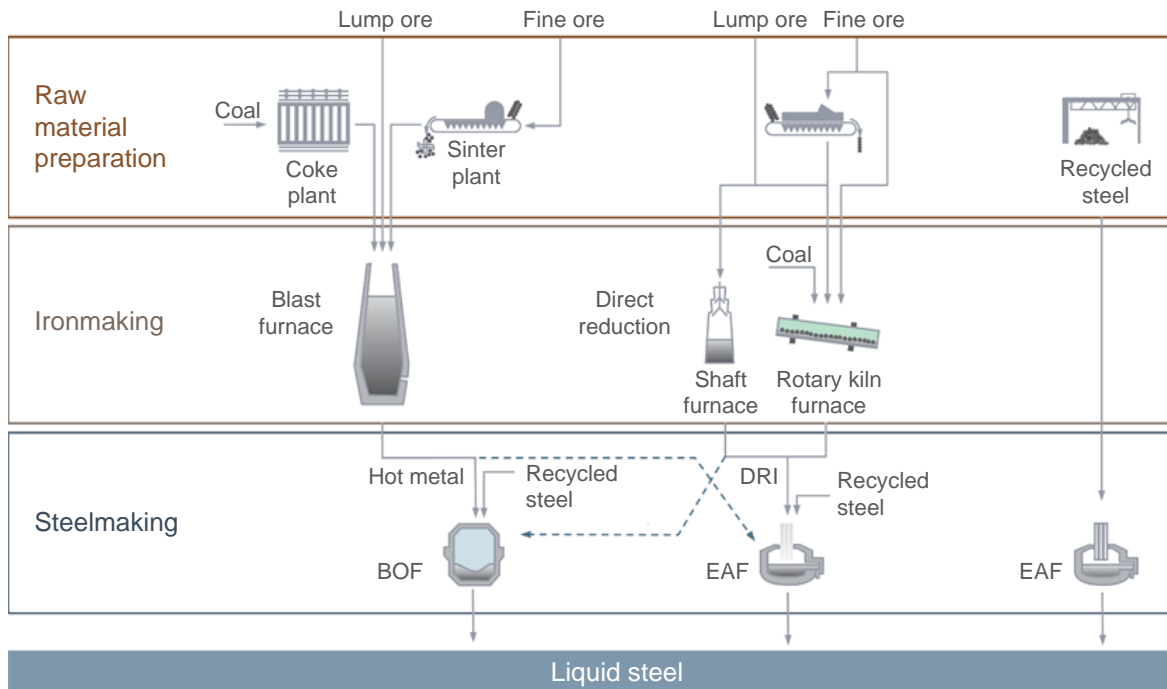 Lump ore
Fine ore
Lump ore
Fine ore
Raw
material
preparation
Coal
Coke
plant
Sinter
plant
Recycled
steel
Ironmaking
Blast
furnace
Direct
reduction
Coal
Shaft
furnace
Rotary kiln
furnace
Steelmaking
Hot metal
Recycled
steel
DRI
Recycled
steel
BOF
EAF
EAF
Liquid steel